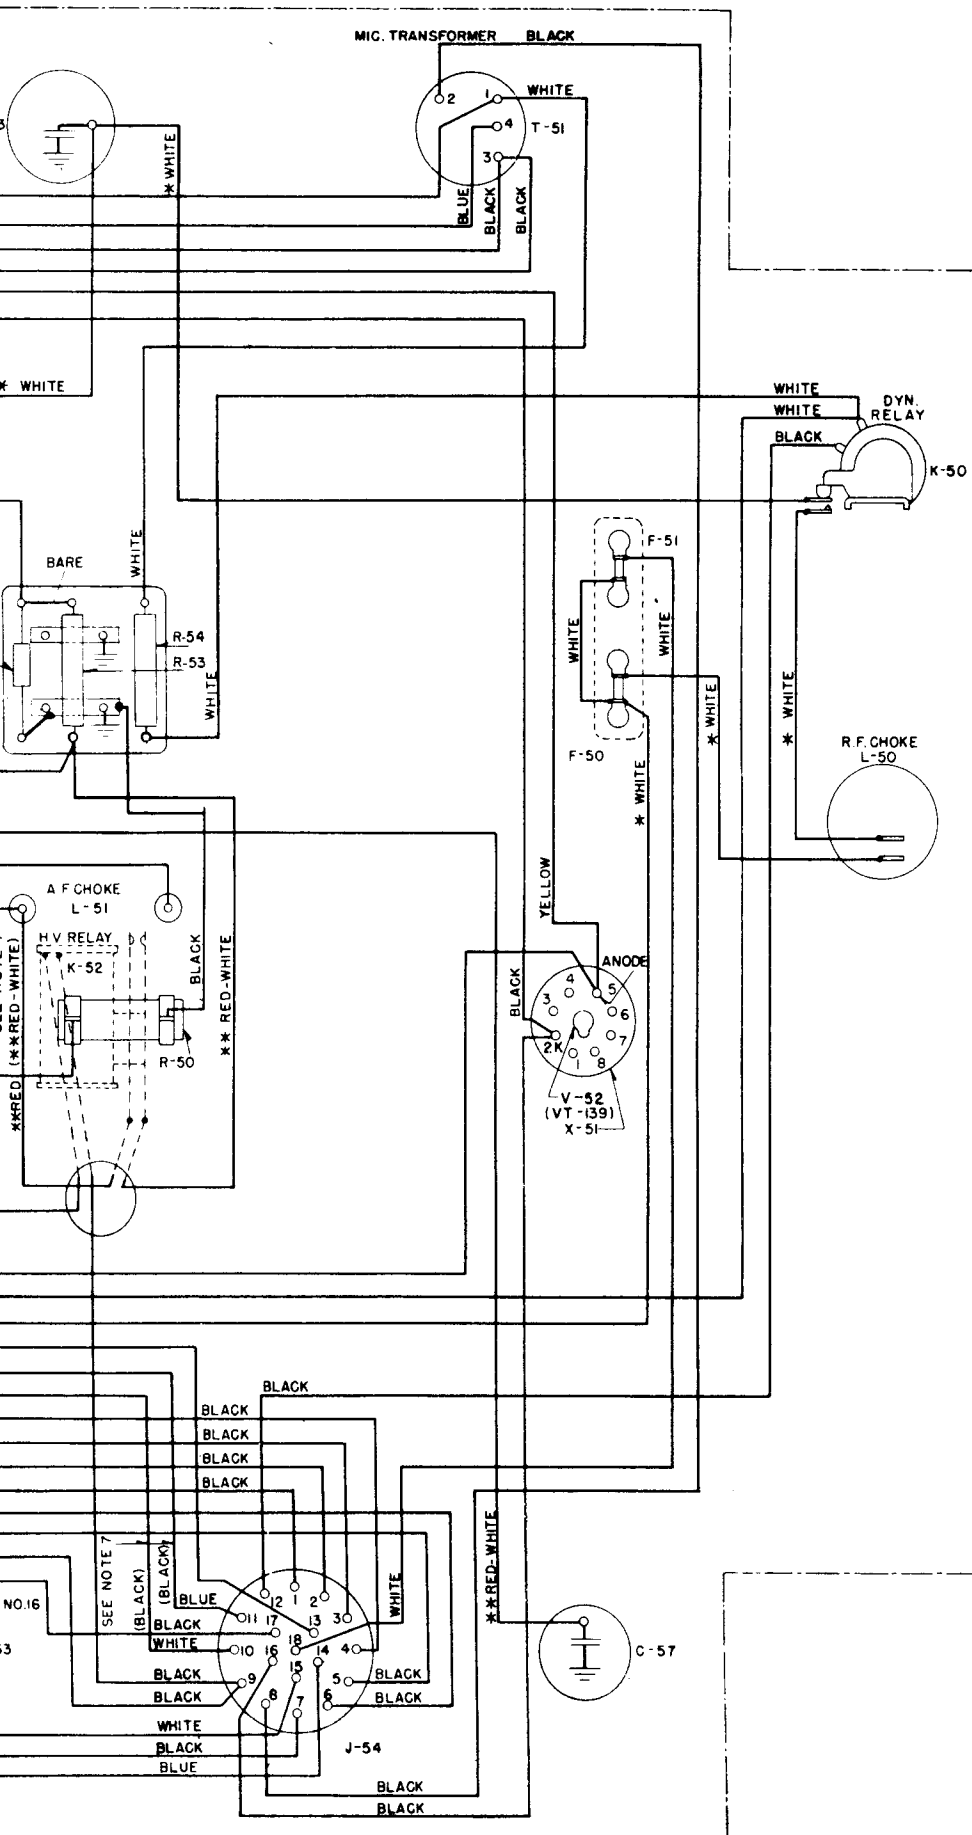 MIC. TRANSFORMER BLACK
2
1
WHITE
4
T-51
3
* WHITE
BLUE
BLACK
BLACK
* WHITE
WHITE
DYN.
RELAY
WHITE
BLACK
K-50
F-51
BARE
WHITE
R-54
R-53
WHITE
WHITE
WHITE
* WHITE
* WHITE
R.F. CHOKE
L-50
F-50
* WHITE
A F CHOKE
L-51
YELLOW
H V RELAY
K-52
BLACK
** RED-WHITE
**RED (**RED-WHITE)
R-50
BLACK
ANODE
4
5
3
6
2 K
7
1
8
V-52
(VT-139)
X-51
BLACK
BLACK
BLACK
BLACK
BLACK
**RED-WHITE
SEE NOTE 7
(BLACK)
(BLACK)
NO.16
BLUE
WHITE
12
1
2
11
17
13
3
BLACK
WHITE
10
18
16
14
4
15
C-57
BLACK
9
5
BLACK
BLACK
8
7
6
BLACK
WHITE
BLACK
J-54
BLUE
BLACK
BLACK